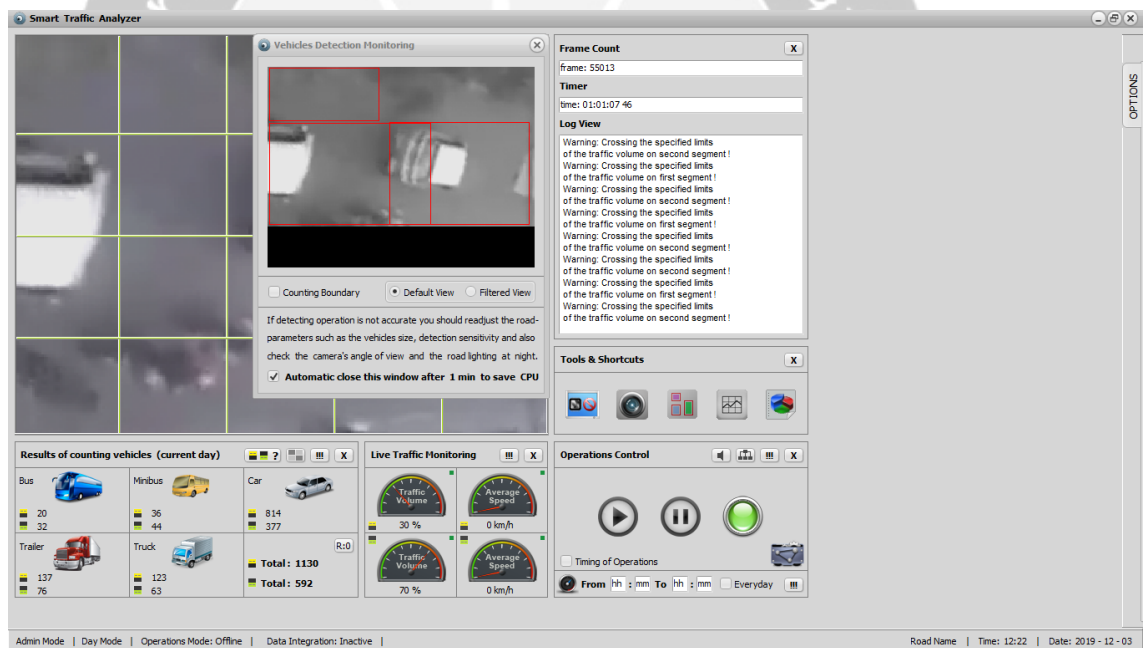 Smart Traffic Analyzer
Vehicles Detection Monitoring
Counting Boundary
Default View
Filtered View
If detecting operation is not accurate you should readjust the road-
parameters such as the vehicles size, detection sensitivity and also
check the camera's angle of view and the road lighting at night.
Automatic close this window after 1 min to save CPU
Frame Count
X
frame: 55013
Timer
time: 01:01:07 46
Log View
Warning: Crossing the specified limits
of the traffic volume on second segment !
Warning: Crossing the specified limits
of the traffic volume on first segment !
Warning: Crossing the specified limits
of the traffic volume on second segment !
Warning: Crossing the specified limits
of the traffic volume on first segment !
Warning: Crossing the specified limits
of the traffic volume on second segment !
Warning: Crossing the specified limits
of the traffic volume on second segment !
Warning: Crossing the specified limits
of the traffic volume on first segment !
Warning: Crossing the specified limits
of the traffic volume on second segment !
OPTIONS
Tools & Shortcuts
X
Results of counting vehicles (current day)
? !!! X
Bus
20
32
Minibus
36
44
Car
814
377
Trailer
137
76
Truck
123
63
R:0
Total : 1130
Total : 592
Live Traffic Monitoring
!!! X
Traffic Volume
30 %
Average Speed
0 km/h
Traffic Volume
70 %
Average Speed
0 km/h
Operations Control
!!! X
Timing of Operations
From hh : mm To hh : mm Everyday !!!
Admin Mode | Day Mode | Operations Mode: Offline | Data Integration: Inactive |
Road Name | Time: 12:22 | Date: 2019 - 12 - 03